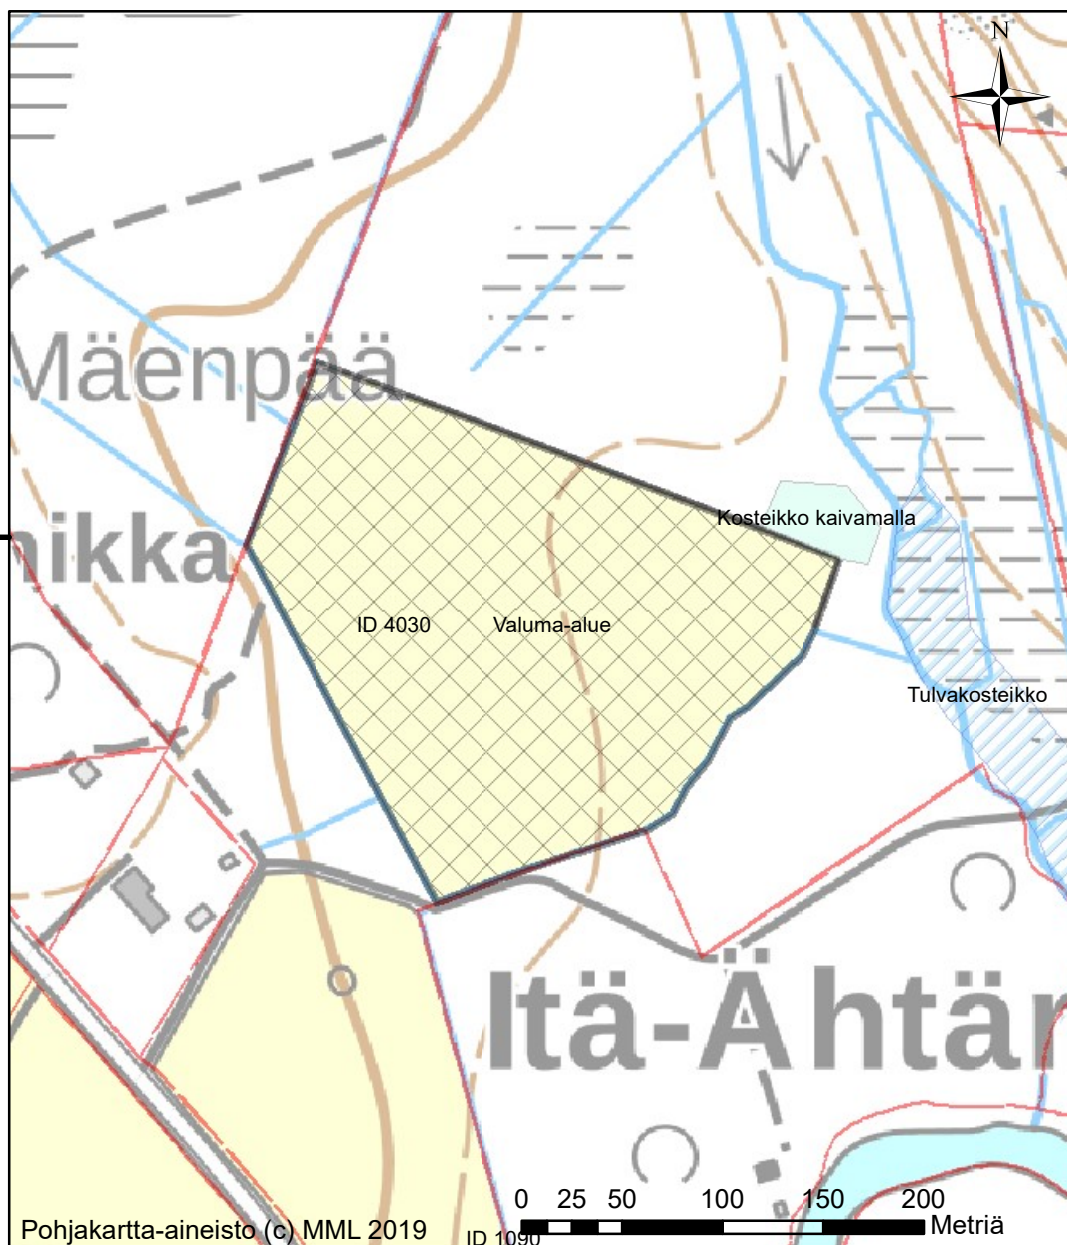 N
Mäenpää
nikka
Kosteikko kaivamalla
ID 4030 Valuma-alue
Tulvakosteikko
Itä-Ähtär
0 25 50 100 150 200
Metriä
Pohjakartta-aineisto (c) MML 2019
ID 1090